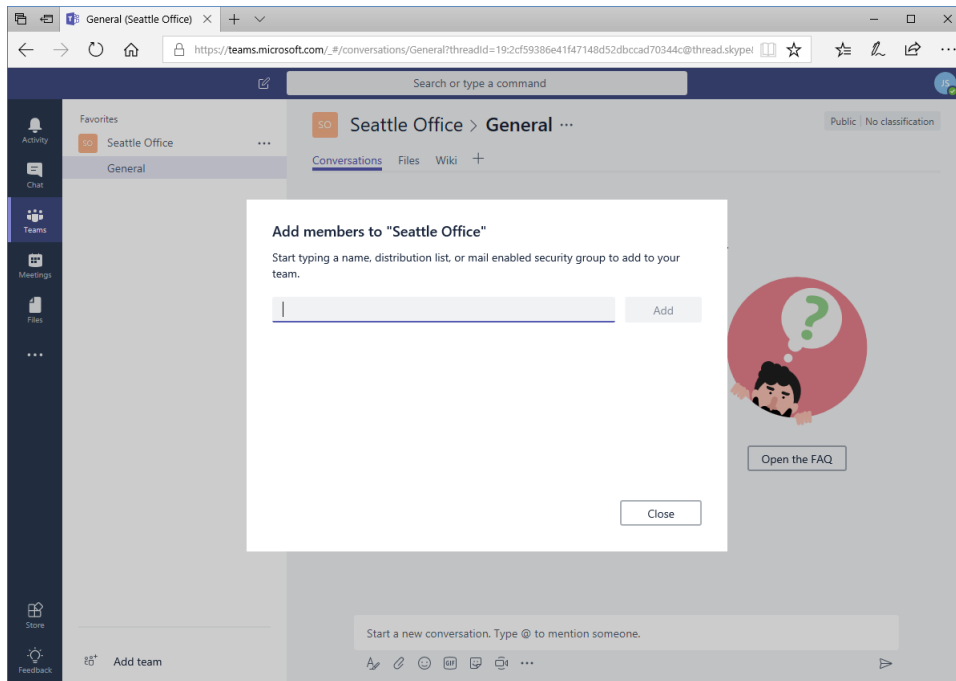 General (Seattle Office)
https://teams.microsoft.com/_#/conversations/General?threadId=19:2cf59386e41f47148d52dbccad70344c@thread.skype&
Search or type a command
JS
Activity
Chat
Teams
Meetings
Files
Store
Feedback
Favorites
SO Seattle Office
General
Add team
SO Seattle Office > General
Public | No classification
Conversations Files Wiki
Add members to "Seattle Office"
Start typing a name, distribution list, or mail enabled security group to add to your
team.
Add
Close
?
Open the FAQ
Start a new conversation. Type @ to mention someone.
GIF